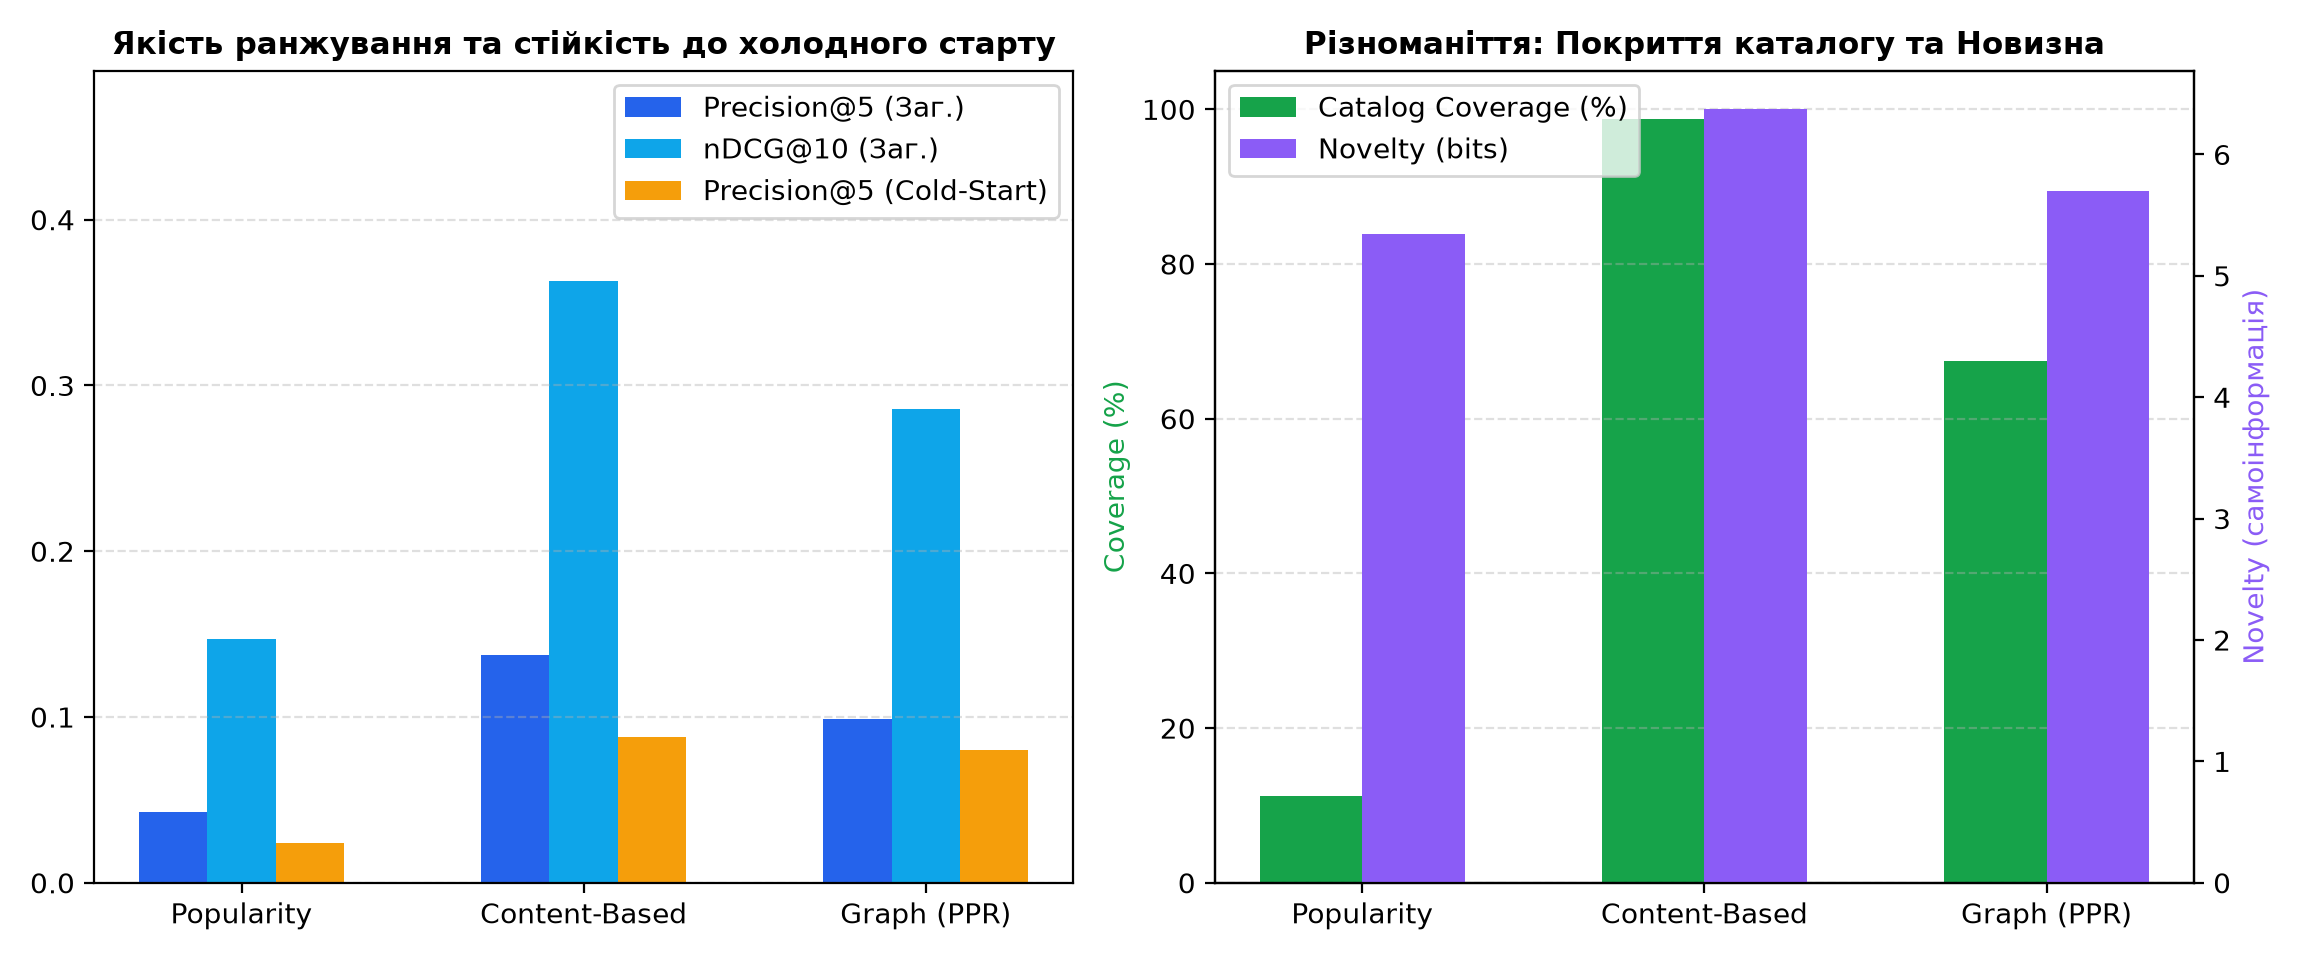 Якість ранжування та стійкість до холодного старту
Precision@5 (Заг.)
nDCG@10 (Заг.)
Precision@5 (Cold-Start)
0.4
0.3
0.2
0.1
0.0
Popularity
Content-Based
Graph (PPR)
Різноманіття: Покриття каталогу та Новизна
Catalog Coverage (%)
Novelty (bits)
Coverage (%)
100
80
60
40
20
0
6
5
4
3
2
1
0
Novelty (самоінформація)
Popularity
Content-Based
Graph (PPR)